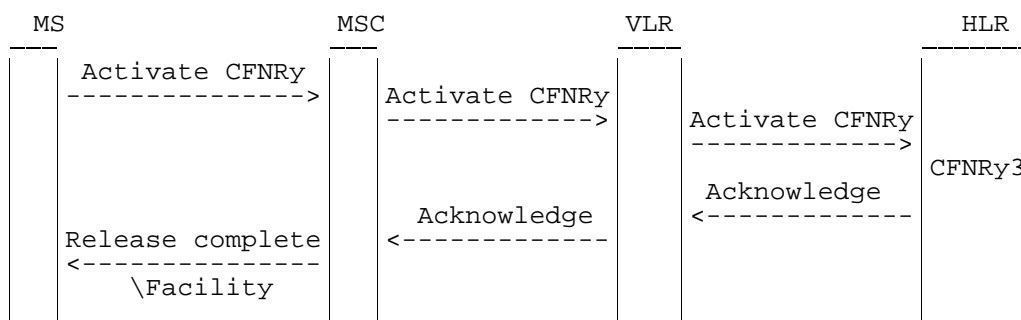 MS MSC VLR HLR
Activate CFNRy
Activate CFNRy
Activate CFNRy
CFNRy3
Acknowledge
Acknowledge
Release complete
\Facility